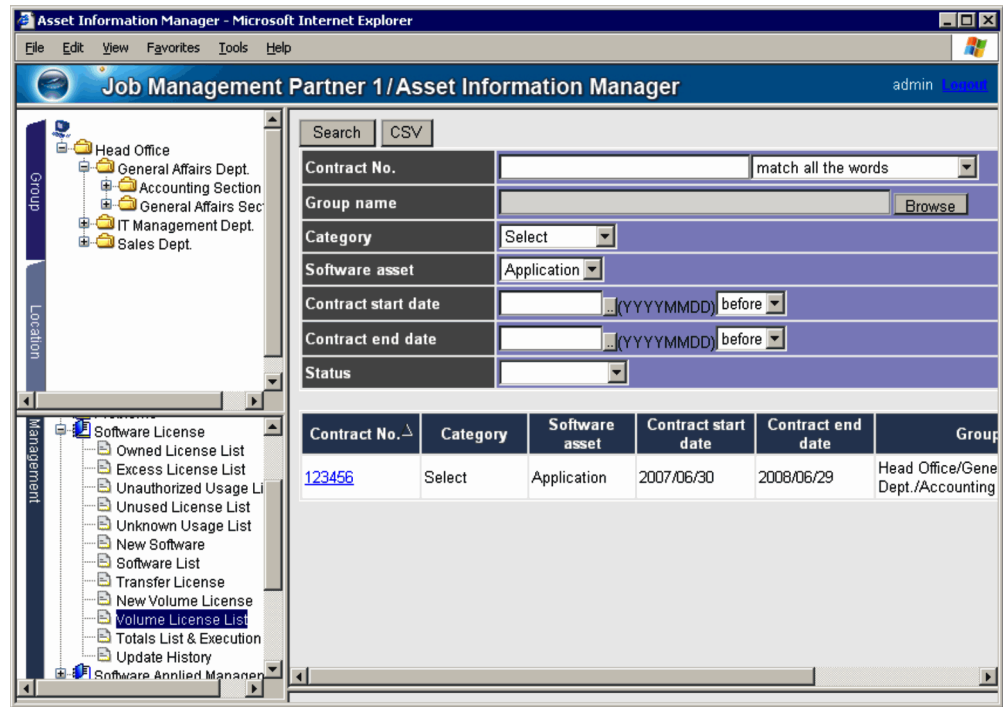 Asset Information Manager - Microsoft Internet Explorer
File Edit View Favorites Tools Help
Job Management Partner 1/Asset Information Manager
admin Logout
Group
Location
Head Office
General Affairs Dept.
Accounting Section
General Affairs Sec
IT Management Dept.
Sales Dept.
Management
Software License
Owned License List
Excess License List
Unauthorized Usage Li
Unused License List
Unknown Usage List
New Software
Software List
Transfer License
New Volume License
Volume License List
Totals List & Execution
Update History
Software Applied Managen
Search CSV
Contract No. match all the words
Group name Browse
Category Select
Software asset Application
Contract start date .. (YYYYMMDD) before
Contract end date .. (YYYYMMDD) before
Status
Contract No. Category Software asset Contract start date Contract end date Group
123456 Select Application 2007/06/30 2008/06/29 Head Office/Gene
Dept./Accounting